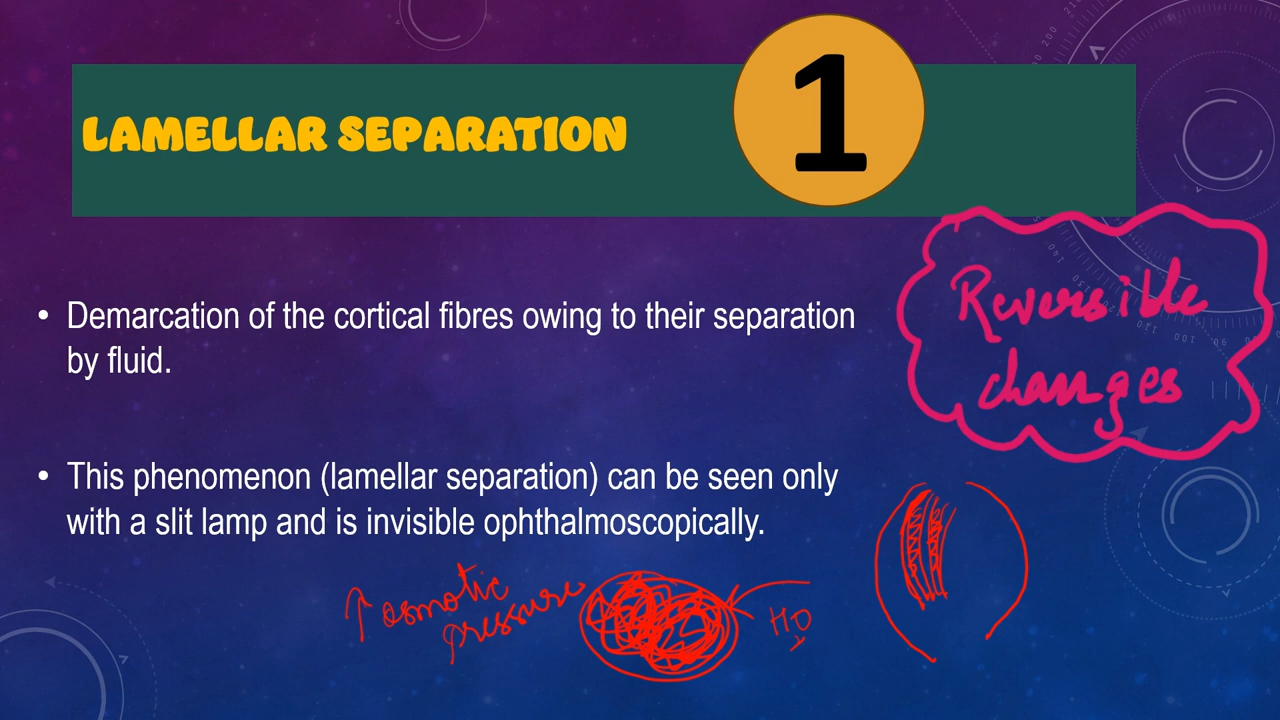 LAMELLAR SEPARATION
1
• Demarcation of the cortical fibres owing to their separation
by fluid.
• This phenomenon (lamellar separation) can be seen only
with a slit lamp and is invisible ophthalmoscopically.
Reversible
changes
↑ osmotic
pressure
H2O